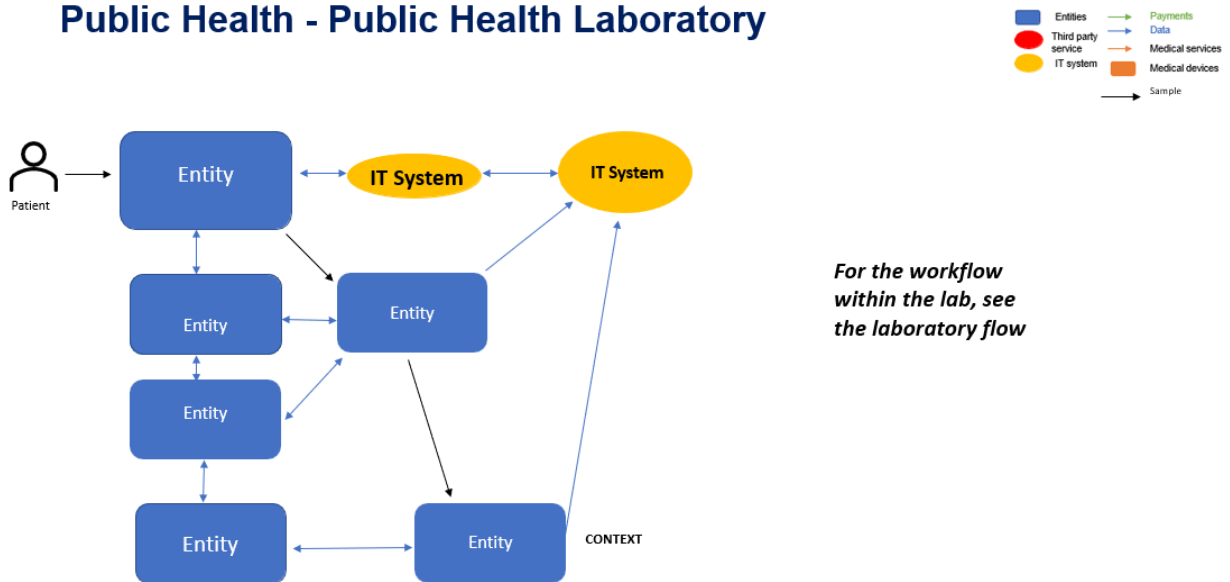 Public Health - Public Health Laboratory
Entities
Payments
Data
Third party
service
Medical services
IT system
Medical devices
Sample
Patient
Entity
IT System
IT System
Entity
Entity
For the workflow
within the lab, see
the laboratory flow
Entity
Entity
Entity
CONTEXT